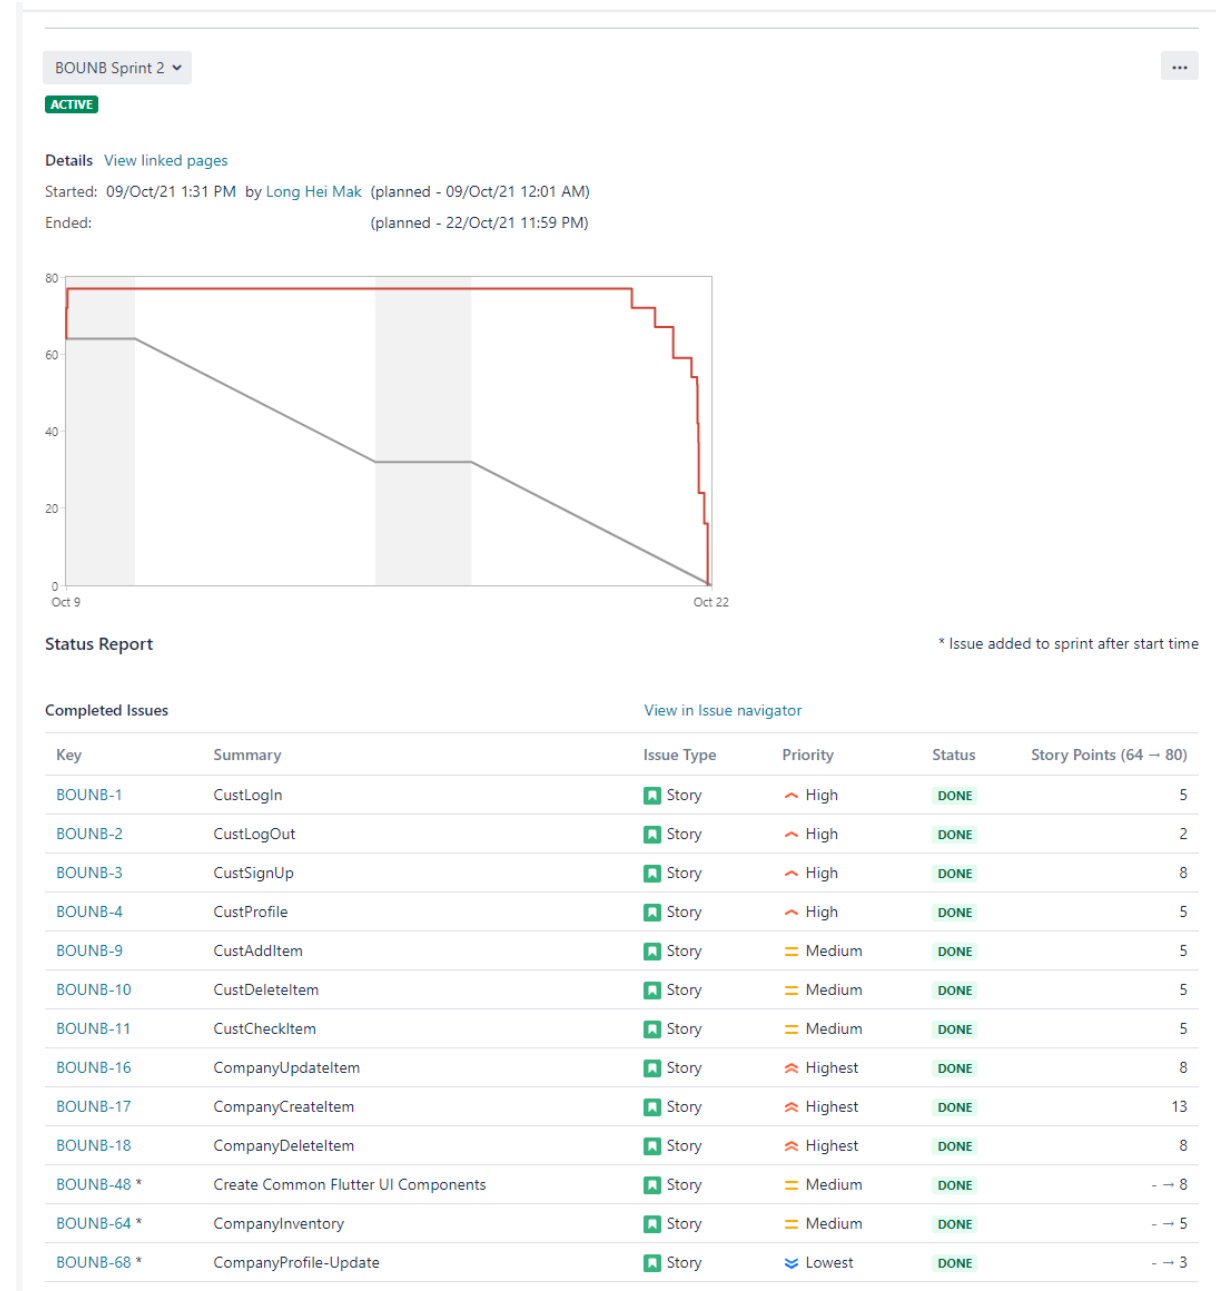 BOUNB Sprint 2
...
ACTIVE
Details View linked pages
Started: 09/Oct/21 1:31 PM by Long Hei Mak (planned - 09/Oct/21 12:01 AM)
Ended: (planned - 22/Oct/21 11:59 PM)
80
60
40
20
0
Oct 9 Oct 22
Status Report * Issue added to sprint after start time
Completed Issues View in Issue navigator
Key Summary Issue Type Priority Status Story Points (64 → 80)
BOUNB-1 CustLogIn Story High DONE 5
BOUNB-2 CustLogOut Story High DONE 2
BOUNB-3 CustSignUp Story High DONE 8
BOUNB-4 CustProfile Story High DONE 5
BOUNB-9 CustAddItem Story Medium DONE 5
BOUNB-10 CustDeleteItem Story Medium DONE 5
BOUNB-11 CustCheckItem Story Medium DONE 5
BOUNB-16 CompanyUpdateItem Story Highest DONE 8
BOUNB-17 CompanyCreateItem Story Highest DONE 13
BOUNB-18 CompanyDeleteItem Story Highest DONE 8
BOUNB-48 * Create Common Flutter UI Components Story Medium DONE - → 8
BOUNB-64 * CompanyInventory Story Medium DONE - → 5
BOUNB-68 * CompanyProfile-Update Story Lowest DONE - → 3